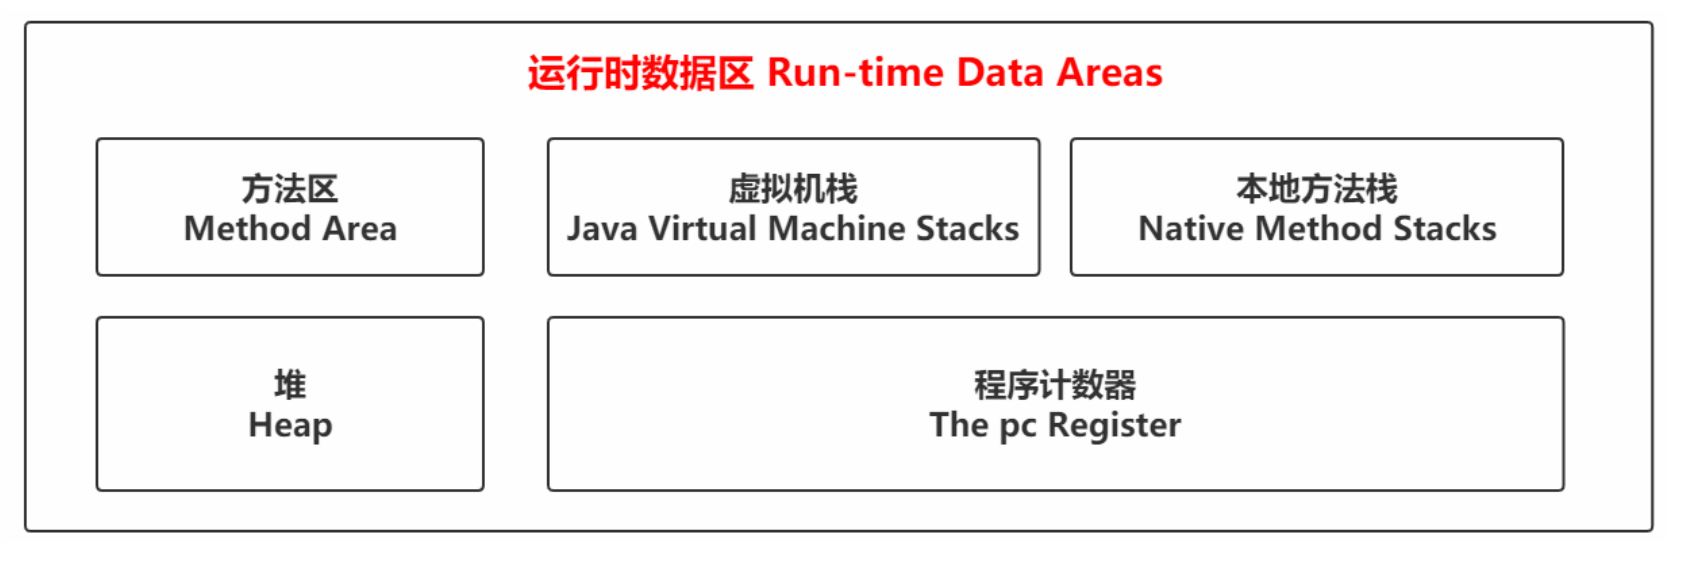 运行时数据区 Run-time Data Areas
方法区
Method Area
虚拟机栈
Java Virtual Machine Stacks
本地方法栈
Native Method Stacks
堆
Heap
程序计数器
The pc Register